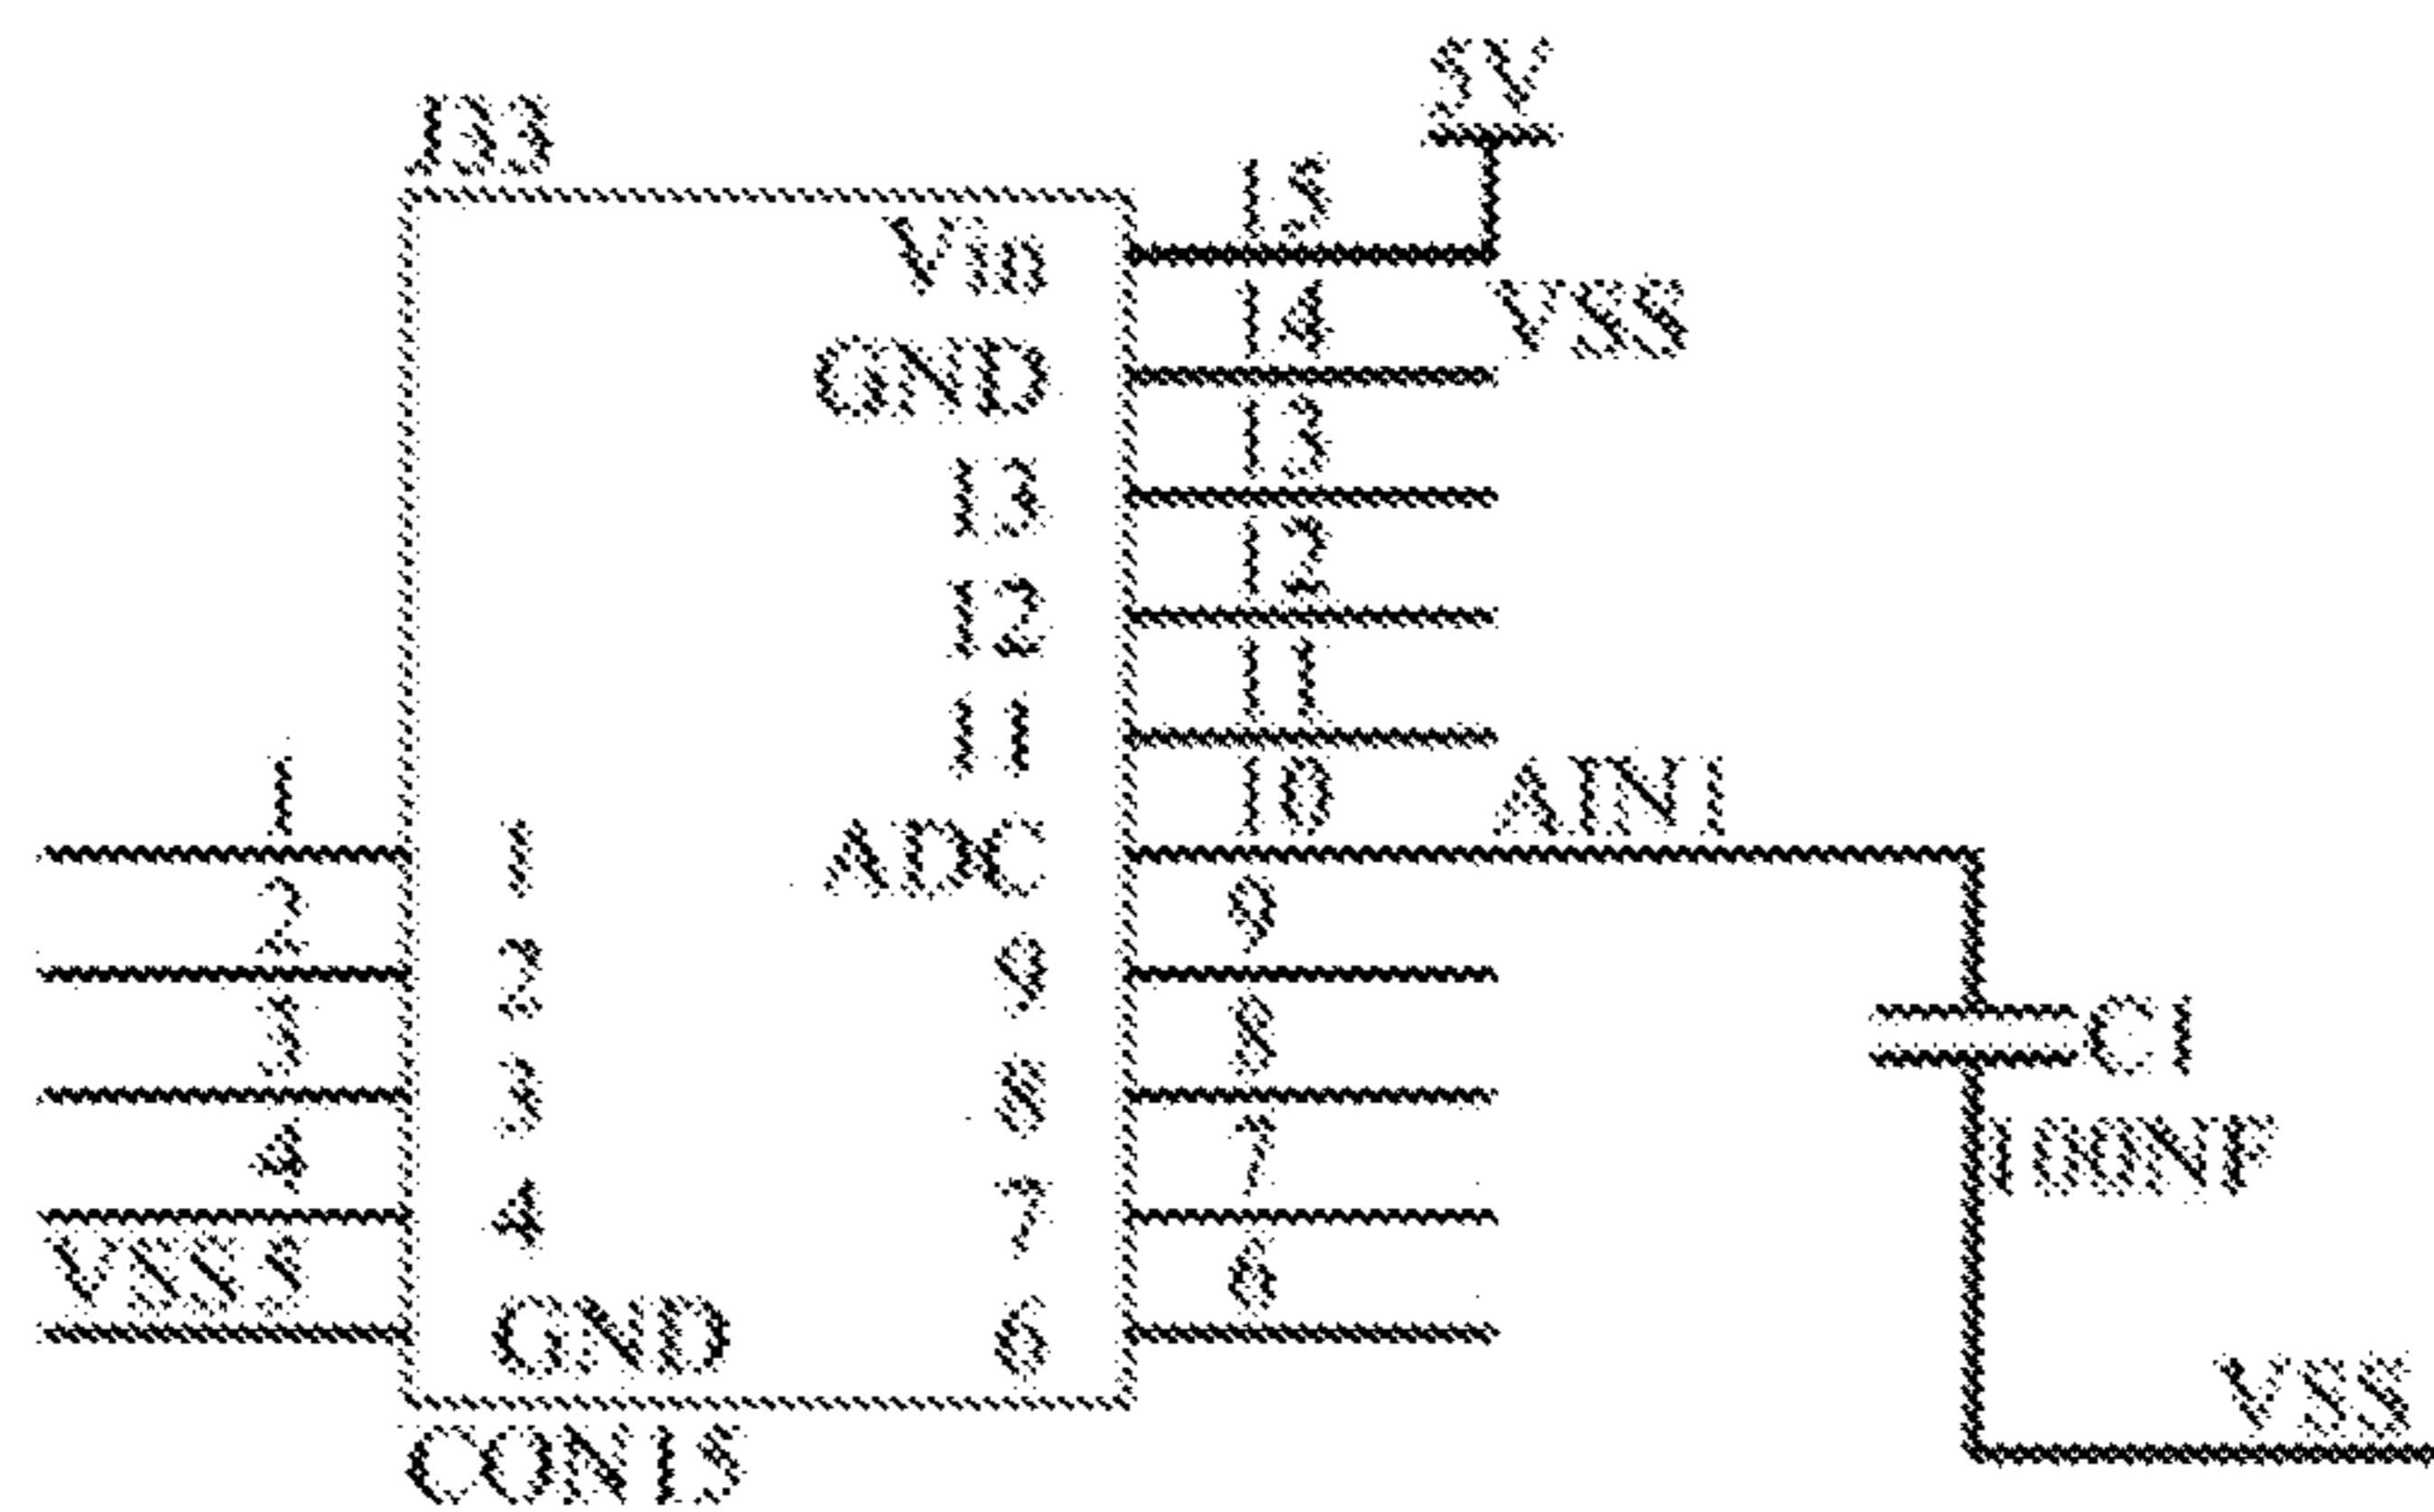 J33
5V
Vin 15
GND 14 VSS
13 13
12 12
11 11
1 1 ADC 10 AIN1
2 2 9 9
3 3 8 8
4 4 7 7
VSS 5 GND 6 6
C1
100NF
VSS
CON15